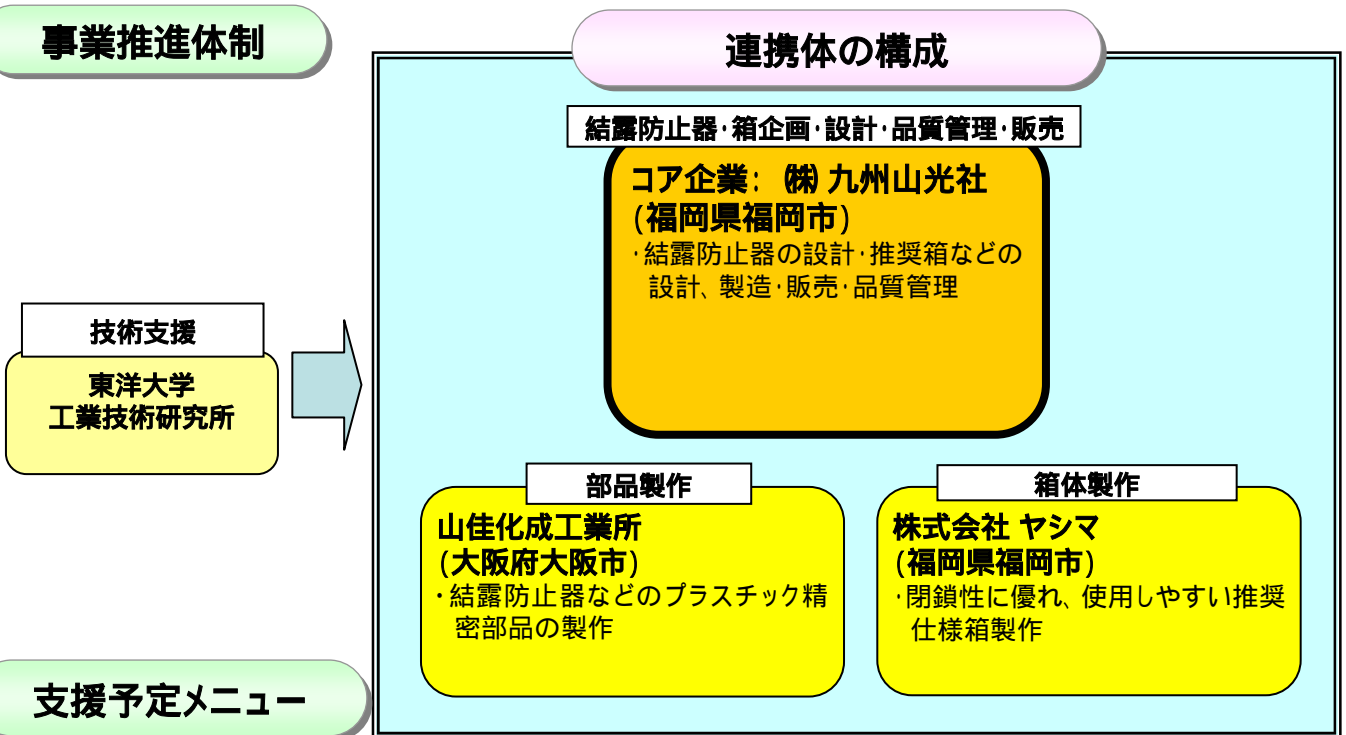 事業推進体制
連携体の構成
結露防止器・箱企画・設計・品質管理・販売
コア企業：㈱九州山光社
(福岡県福岡市)
・結露防止器の設計・推奨箱などの
設計、製造・販売・品質管理
技術支援
東洋大学
工業技術研究所
部品製作
山佳化成工業所
(大阪府大阪市)
・結露防止器などのプラスチック精
密部品の製作
箱体製作
株式会社 ヤシマ
(福岡県福岡市)
・閉鎖性に優れ、使用しやすい推奨
仕様箱製作
支援予定メニュー